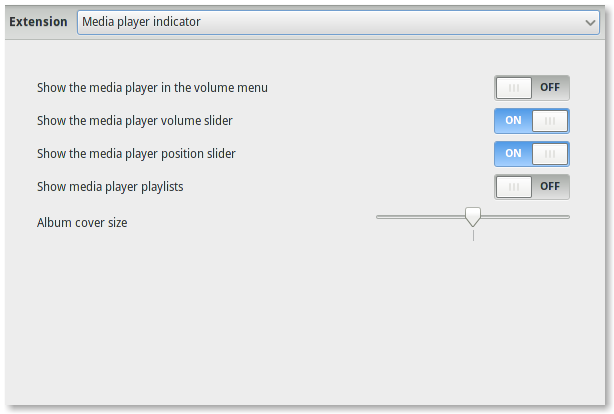 Extension Media player indicator
Show the media player in the volume menu OFF
Show the media player volume slider ON
Show the media player position slider ON
Show media player playlists OFF
Album cover size